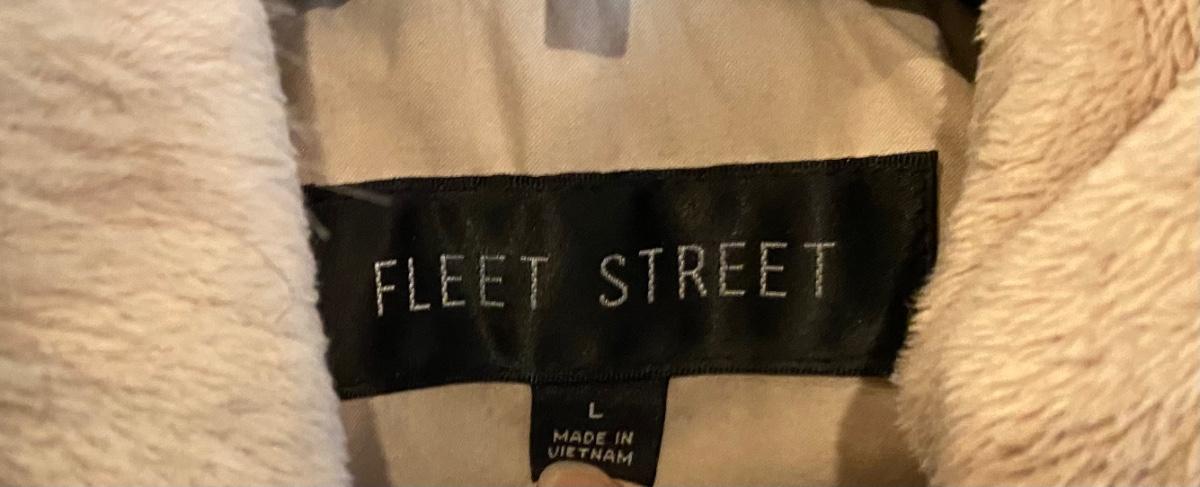 FLEET STREET
L
MADE IN
VIETNAM